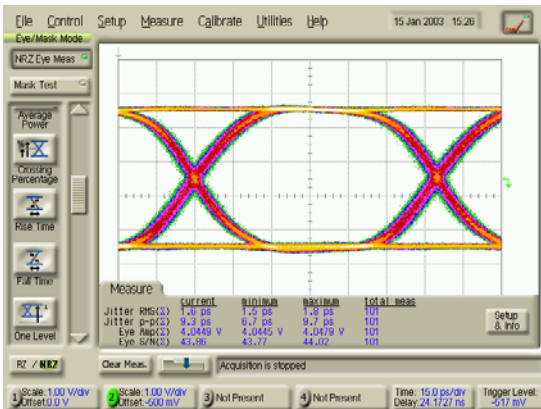 File Control Setup Measure Calibrate Utilities Help 15 Jan 2003 15:26
Eye/Mask Mode
NRZ Eye Meas
Mask Test
Average
Power
Crossing
Percentage
Rise Time
Fall Time
One Level
Measure
current minimum maximum total meas
Jitter RMS(Σ) 1.6 ps 1.5 ps 1.8 ps 101
Jitter p-p(Σ) 9.3 ps 6.7 ps 9.7 ps 101
Eye Amp(Σ) 4.0449 V 4.0445 V 4.0479 V 101
Eye S/N(Σ) 43.86 43.77 44.02 101
Setup
& Info
RZ / NRZ
Clear Meas.
Acquisition is stopped
1 Scale: 1.00 V/div
Offset: 0.0 V
2 Scale: 1.00 V/div
Offset: -500 mV
3 Not Present
4 Not Present
Time: 15.0 ps/div
Delay: 24.1727 ns
Trigger Level:
-517 mV